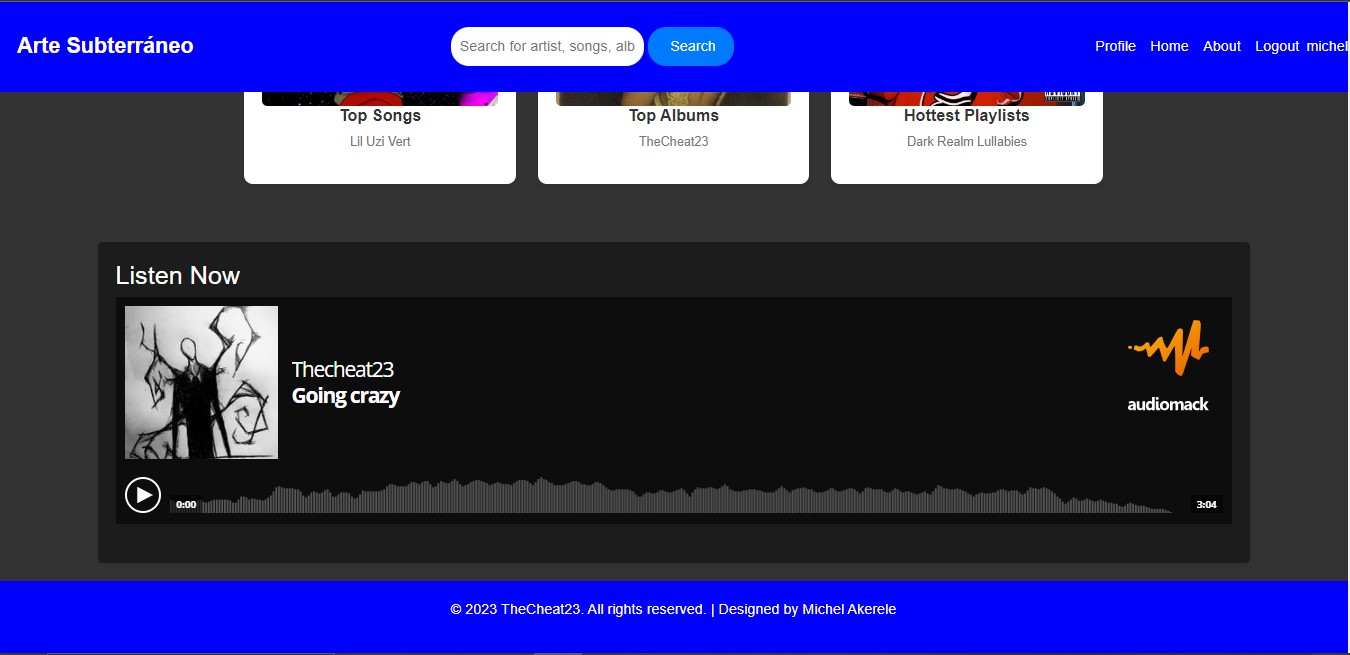 Arte Subterráneo
Search for artist, songs, alb
Search
Profile Home About Logout michel
Top Songs
Lil Uzi Vert
Top Albums
TheCheat23
Hottest Playlists
Dark Realm Lullabies
Listen Now
Thecheat23
Going crazy
audiomack
0:00
3:04
© 2023 TheCheat23. All rights reserved. | Designed by Michel Akerele